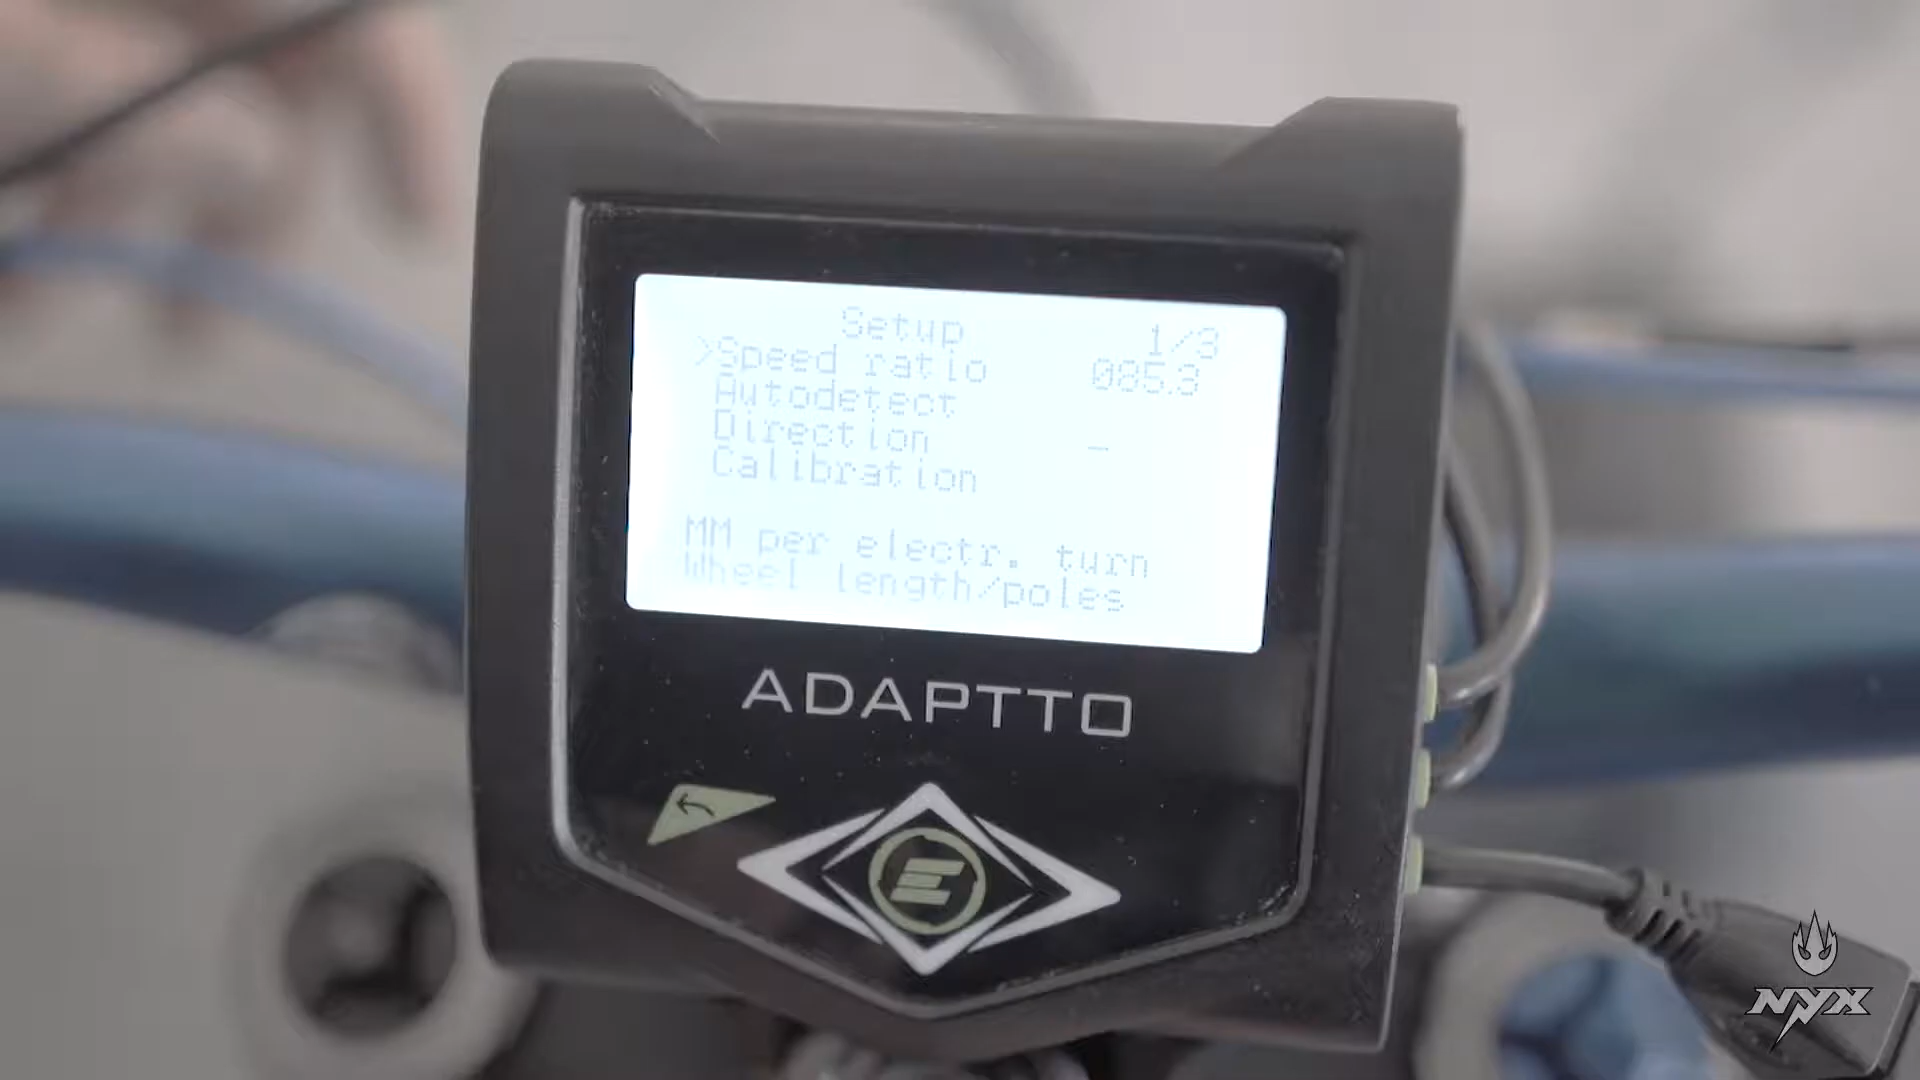 Setup 1/3
>Speed ratio 085.3
Autodetect
Direction –
Calibration
MM per electr. turn
Wheel length/poles
ADAPTTO
E
NYX